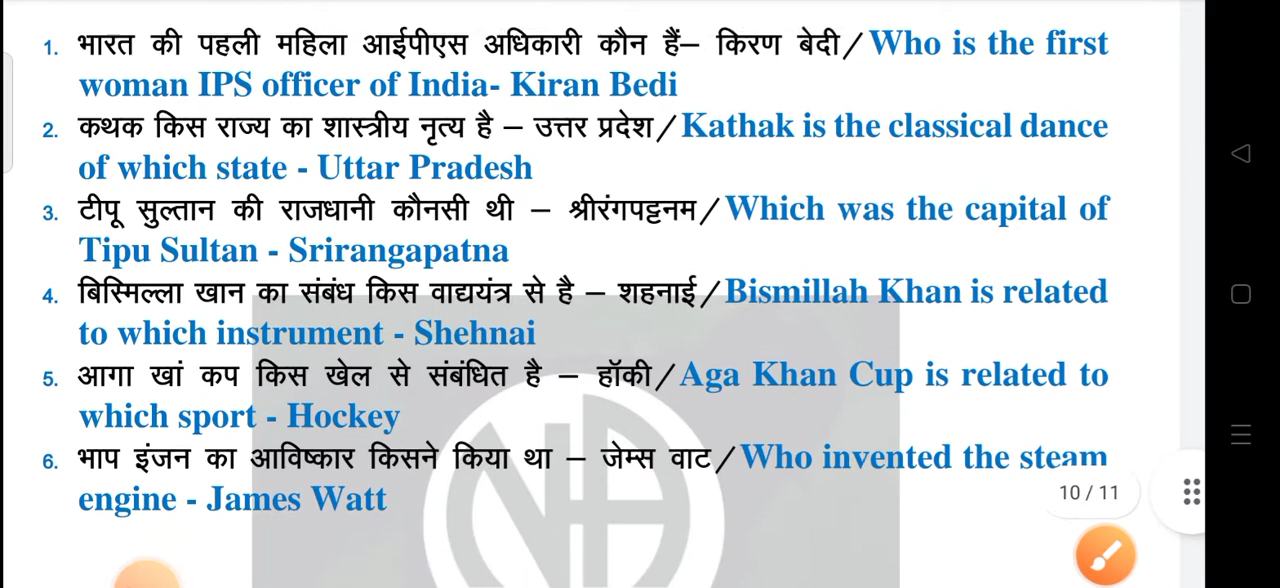 1. भारत की पहली महिला आईपीएस अधिकारी कौन हैं– किरण बेदी/Who is the first
woman IPS officer of India- Kiran Bedi
2. कथक किस राज्य का शास्त्रीय नृत्य है – उत्तर प्रदेश/Kathak is the classical dance
of which state - Uttar Pradesh
3. टीपू सुल्तान की राजधानी कौनसी थी – श्रीरंगपट्टनम/Which was the capital of
Tipu Sultan - Srirangapatna
4. बिस्मिल्ला खान का संबंध किस वाद्ययंत्र से है – शहनाई/Bismillah Khan is related
to which instrument - Shehnai
5. आगा खां कप किस खेल से संबंधित है – हॉकी/Aga Khan Cup is related to
which sport - Hockey
6. भाप इंजन का आविष्कार किसने किया था – जेम्स वाट/Who invented the steam
engine - James Watt
10 / 11
NA